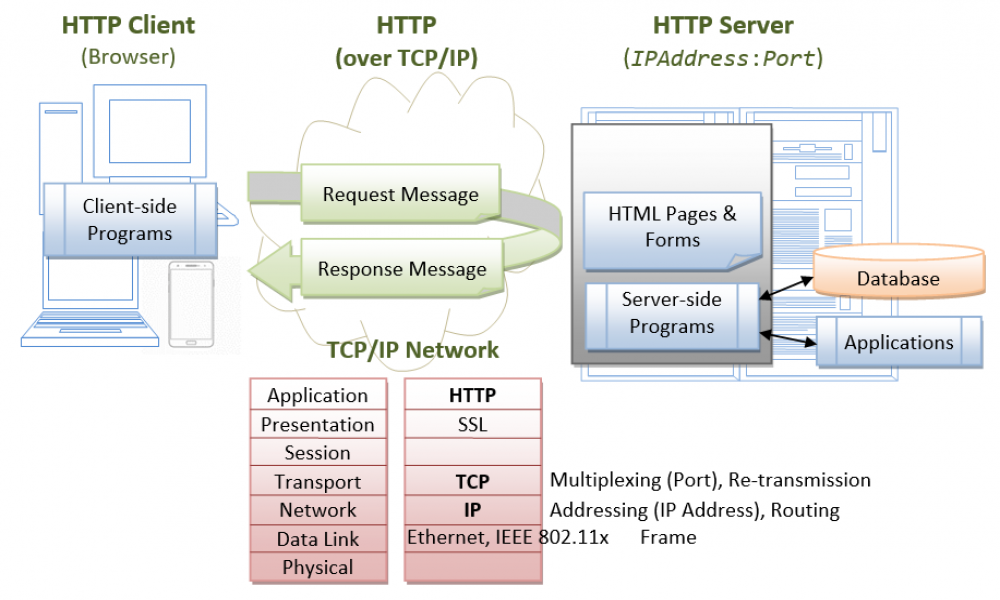 HTTP Client
(Browser)
HTTP
(over TCP/IP)
HTTP Server
(IPAddress:Port)
Client-side
Programs
Request Message
Response Message
HTML Pages &
Forms
Server-side
Programs
Database
Applications
TCP/IP Network
Application HTTP
Presentation SSL
Session
Transport TCP Multiplexing (Port), Re-transmission
Network IP Addressing (IP Address), Routing
Data Link Ethernet, IEEE 802.11x Frame
Physical